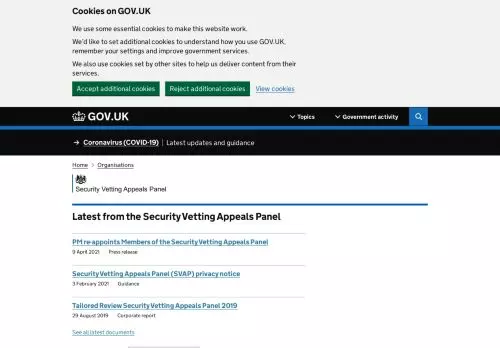 Cookies on GOV.UK
We use some essential cookies to make this website work.
We'd like to set additional cookies to understand how you use GOV.UK,
remember your settings and improve government services.
We also use cookies set by other sites to help us deliver content from their
services.
Accept additional cookies Reject additional cookies View cookies
GOV.UK Topics Government activity
→ Coronavirus (COVID-19) Latest updates and guidance
Home > Organisations
Security Vetting Appeals Panel
Latest from the Security Vetting Appeals Panel
PM re-appoints Members of the Security Vetting Appeals Panel
9 April 2021 Press release
Security Vetting Appeals Panel (SVAP) privacy notice
3 February 2021 Guidance
Tailored Review Security Vetting Appeals Panel 2019
29 August 2019 Corporate report
See all latest documents